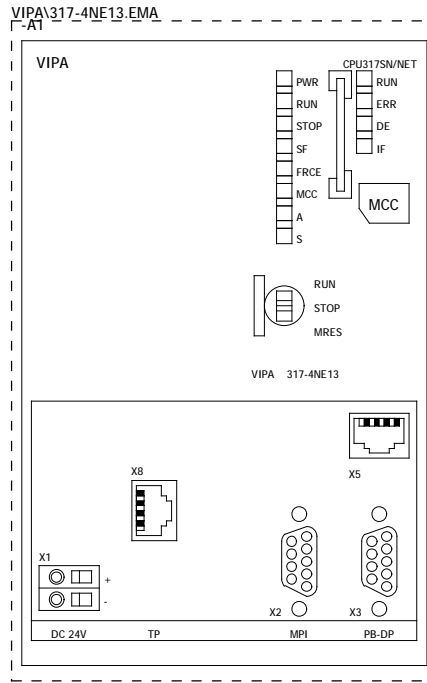 VIPA\317-4NE13.EMA
-A1
VIPA
CPU317SN/NET
PWR
RUN
STOP
SF
FRCE
MCC
A
S
RUN
ERR
DE
IF
MCC
RUN
STOP
MRES
VIPA 317-4NE13
X5
X8
X1
+
-
X2
X3
DC 24V
TP
MPI
PB-DP